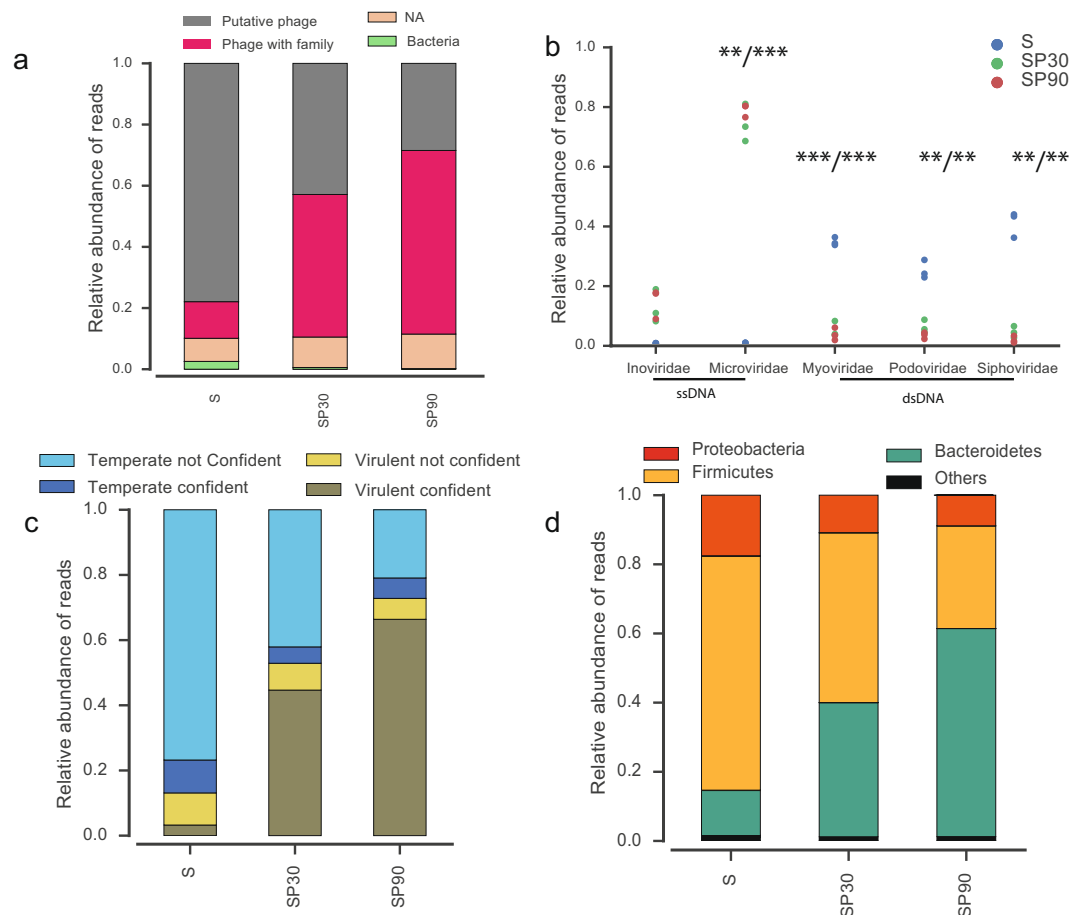 a
Putative phage
NA
Phage with family
Bacteria
Relative abundance of reads
1.0
0.8
0.6
0.4
0.2
0.0
S
SP30
SP90
b
S
SP30
SP90
**/***
***/***
**/**
**/**
Relative abundance of reads
1.0
0.8
0.6
0.4
0.2
0.0
Inoviridae
Microviridae
Myoviridae
Podoviridae
Siphoviridae
ssDNA
dsDNA
c
Temperate not Confident
Virulent not confident
Temperate confident
Virulent confident
Relative abundance of reads
1.0
0.8
0.6
0.4
0.2
0.0
S
SP30
SP90
d
Proteobacteria
Bacteroidetes
Firmicutes
Others
Relative abundance of reads
1.0
0.8
0.6
0.4
0.2
0.0
S
SP30
SP90